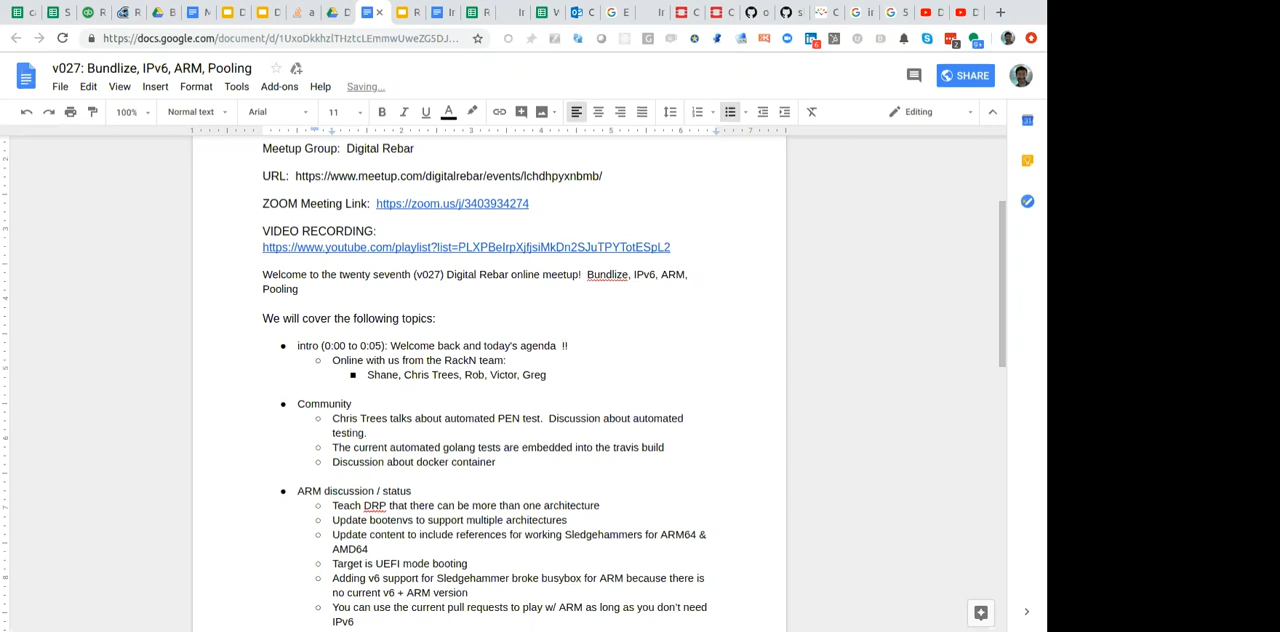 https://docs.google.com/document/d/1UxoDkkhzlTHztcLEmmwUweZG5DJ...
v027: Bundlize, IPv6, ARM, Pooling
File Edit View Insert Format Tools Add-ons Help Saving...
SHARE
100% Normal text Arial 11 Editing
Meetup Group: Digital Rebar
URL: https://www.meetup.com/digitalrebar/events/lchdhpyxnbmb/
ZOOM Meeting Link: https://zoom.us/j/3403934274
VIDEO RECORDING:
https://www.youtube.com/playlist?list=PLXPBeIrpXjfjsiMkDn2SJuTPYTotESpL2
Welcome to the twenty seventh (v027) Digital Rebar online meetup! Bundlize, IPv6, ARM,
Pooling
We will cover the following topics:
● intro (0:00 to 0:05): Welcome back and today's agenda !!
○ Online with us from the RackN team:
■ Shane, Chris Trees, Rob, Victor, Greg
● Community
○ Chris Trees talks about automated PEN test. Discussion about automated
testing.
○ The current automated golang tests are embedded into the travis build
○ Discussion about docker container
● ARM discussion / status
○ Teach DRP that there can be more than one architecture
○ Update bootenvs to support multiple architectures
○ Update content to include references for working Sledgehammers for ARM64 &
AMD64
○ Target is UEFI mode booting
○ Adding v6 support for Sledgehammer broke busybox for ARM because there is
no current v6 + ARM version
○ You can use the current pull requests to play w/ ARM as long as you don't need
IPv6